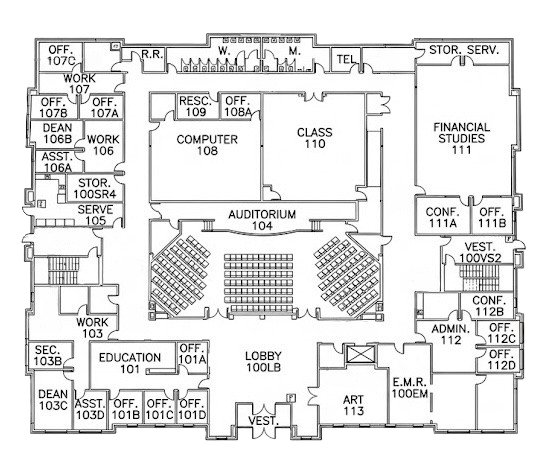 OFF.
107C
R.R.
W.
M.
TEL
STOR. SERV.
WORK
107
OFF.
107B
OFF.
107A
RESC.
109
OFF.
108A
DEAN
106B
WORK
106
COMPUTER
108
CLASS
110
FINANCIAL
STUDIES
111
ASST.
106A
STOR.
100SR4
SERVE
105
AUDITORIUM
104
CONF.
111A
OFF.
111B
VEST.
100VS2
CONF.
112B
WORK
103
ADMIN.
112
OFF.
112C
SEC.
103B
EDUCATION
101
OFF.
101A
LOBBY
100LB
OFF.
112D
DEAN
103C
ASST.
103D
OFF.
101B
OFF.
101C
OFF.
101D
VEST.
ART
113
E.M.R.
100EM
F
F